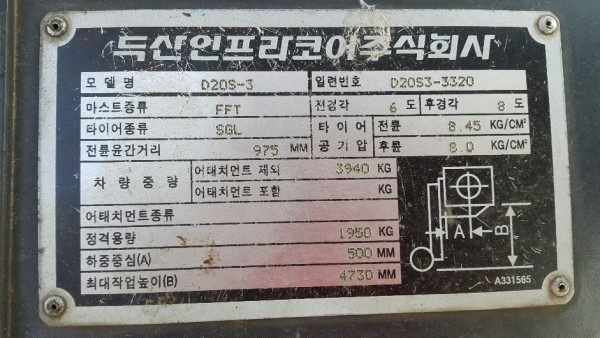 두산인프라코어주식회사
모델명 D20S-3 일련번호 D20S3-3320
마스트종류 FFT 전경각 6 도 후경각 8 도
타이어종류 SGL 타이어 공기압 전륜 8.45 KG/CM²
전륜윤간거리 975 MM 후륜 8.0 KG/CM²
차량중량 어태치먼트 제외 3940 KG
어태치먼트 포함 KG
어태치먼트종류
정격용량 1950 KG
하중중심(A) 500 MM
최대작업높이(B) 4730 MM
A B
A331565